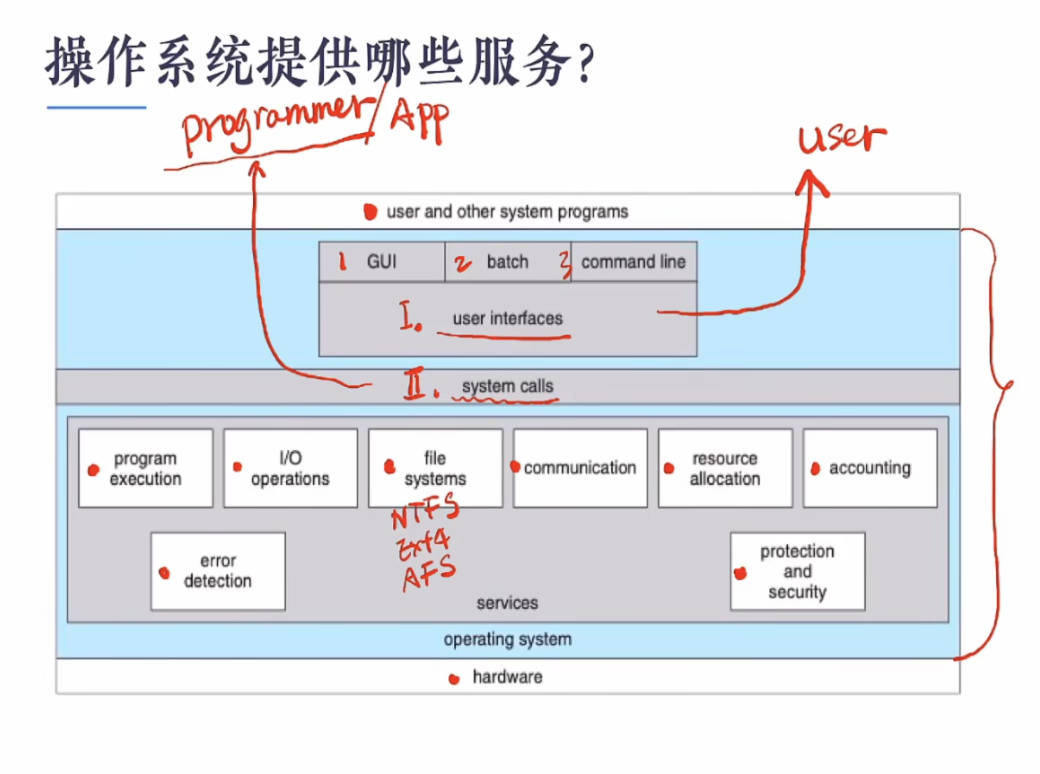 操作系统提供哪些服务?
programmer/App
user
user and other system programs
1 GUI 2 batch 3 command line
I. user interfaces
II. system calls
program execution
I/O operations
file systems
communication
resource allocation
accounting
NTFS
Ext4
AFS
error detection
protection and security
services
operating system
hardware